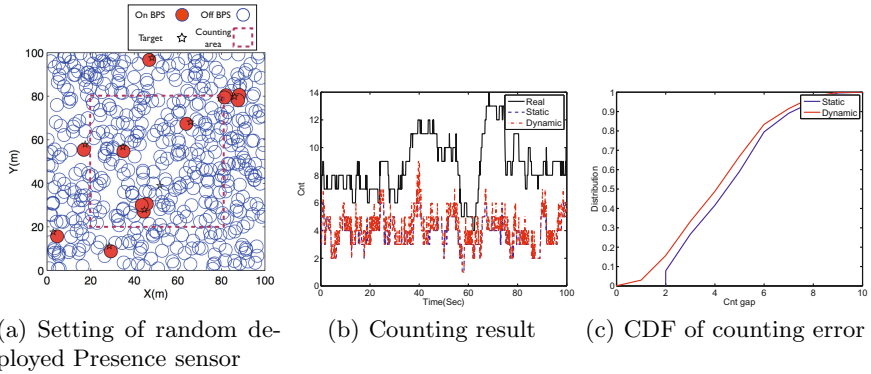 On BPS
Off BPS
Target
Counting
area
100
80
60
40
20
0
Y(m)
0
20
40
60
80
100
X(m)
14
12
10
8
6
4
2
0
Cnt
0
20
40
60
80
100
Time(Sec)
Real
Static
Dynamic
1
0.9
0.8
0.7
0.6
0.5
0.4
0.3
0.2
0.1
0
Distribution
0
2
4
6
8
10
Cnt gap
Static
Dynamic
(a) Setting of random de-
ployed Presence sensor
(b) Counting result
(c) CDF of counting error